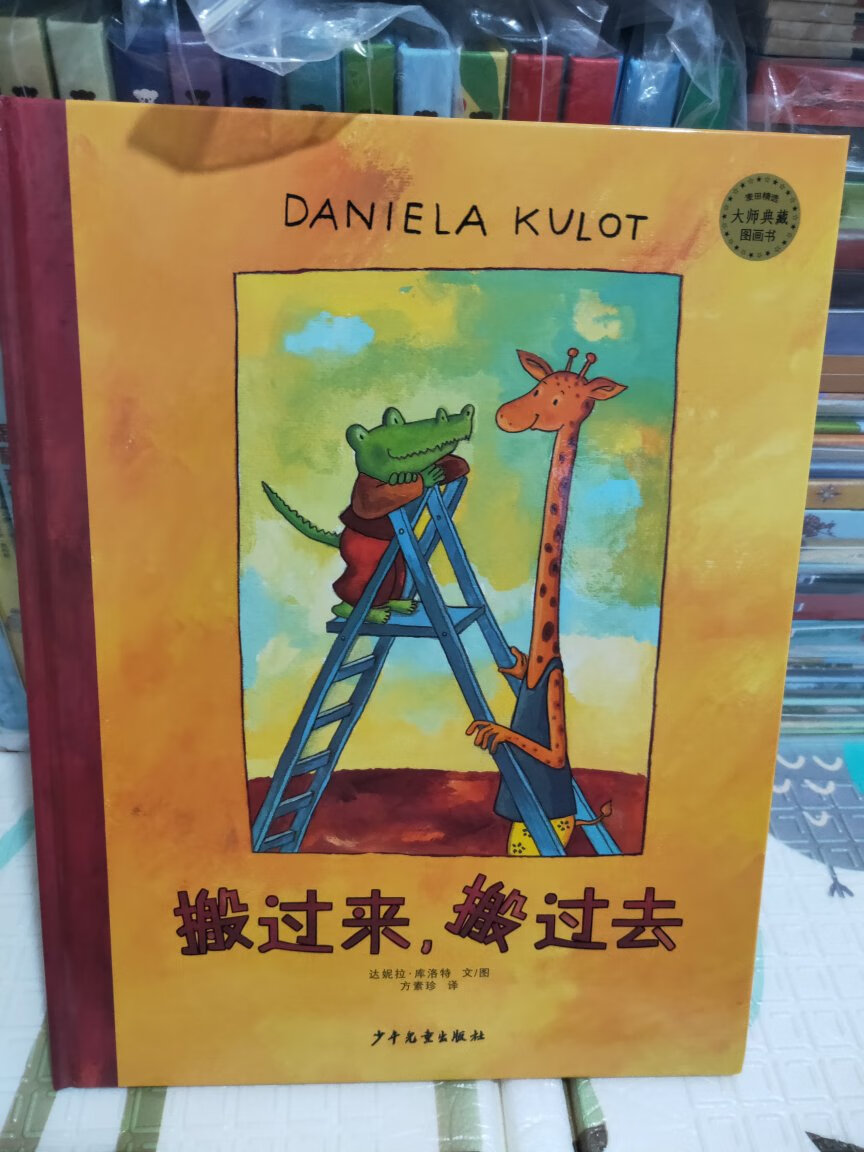 DANIELA KULOT
麦田精选
大师典藏
图画书
搬过来，搬过去
达妮拉·库洛特 文/图
方素珍 译
少年儿童出版社